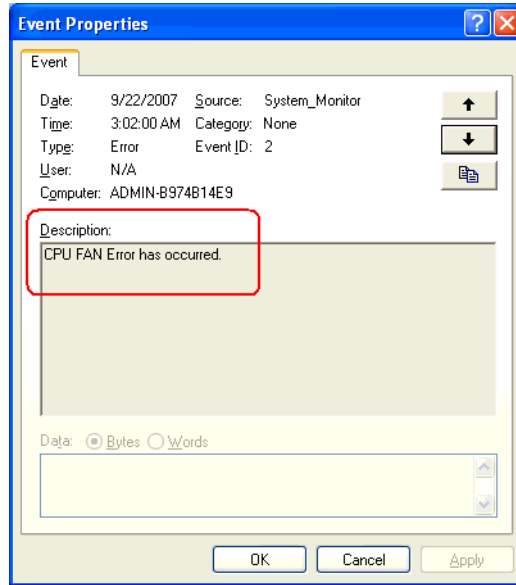 Event Properties
Event
Date: 9/22/2007 Source: System_Monitor
Time: 3:02:00 AM Category: None
Type: Error Event ID: 2
User: N/A
Computer: ADMIN-B974B14E9
Description:
CPU FAN Error has occurred.
Data: Bytes Words
OK Cancel Apply